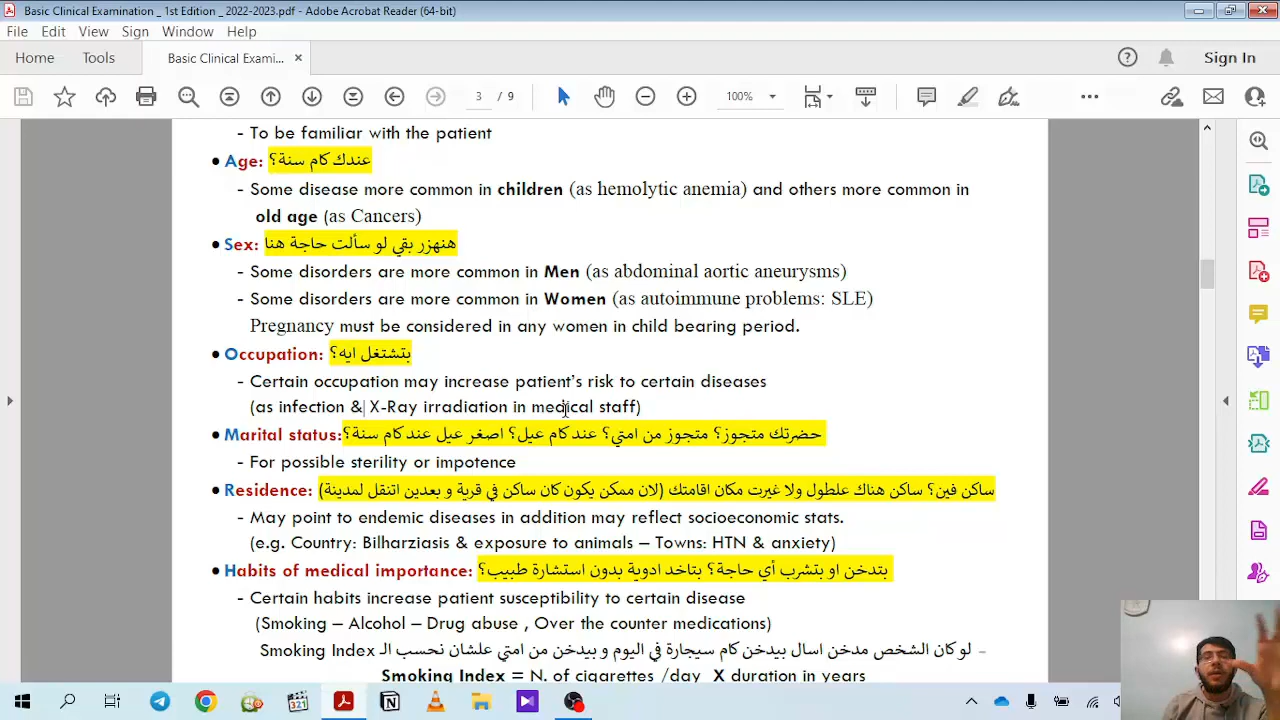 Basic Clinical Examination _ 1st Edition _ 2022-2023.pdf - Adobe Acrobat Reader (64-bit)
File Edit View Sign Window Help
Home Tools Basic Clinical Exami... × Sign In
3 / 9 100%
- To be familiar with the patient
• Age: عندك كام سنة؟
- Some disease more common in children (as hemolytic anemia) and others more common in
old age (as Cancers)
• Sex: هنهزر بقي لو سألت حاجة هنا
- Some disorders are more common in Men (as abdominal aortic aneurysms)
- Some disorders are more common in Women (as autoimmune problems: SLE)
Pregnancy must be considered in any women in child bearing period.
• Occupation: بتشتغل ايه؟
- Certain occupation may increase patient's risk to certain diseases
(as infection & X-Ray irradiation in medical staff)
• Marital status: حضرتك متجوز؟ متجوز من امتي؟ عند كام عيل؟ اصغر عيل عند كام سنة؟
- For possible sterility or impotence
• Residence: ساكن فين؟ ساكن هناك علطول ولا غيرت مكان اقامتك (لان ممكن يكون كان ساكن في قرية و بعدين اتنقل لمدينة)
- May point to endemic diseases in addition may reflect socioeconomic stats.
(e.g. Country: Bilharziasis & exposure to animals – Towns: HTN & anxiety)
• Habits of medical importance: بتدخن او بتشرب أي حاجة؟ بتاخد ادوية بدون استشارة طبيب؟
- Certain habits increase patient susceptibility to certain disease
(Smoking – Alcohol – Drug abuse , Over the counter medications)
- لو كان الشخص مدخن اسال بيدخن كام سيجارة في اليوم و بيدخن من امتي علشان نحسب الـ Smoking Index
Smoking Index = N. of cigarettes /day X duration in years